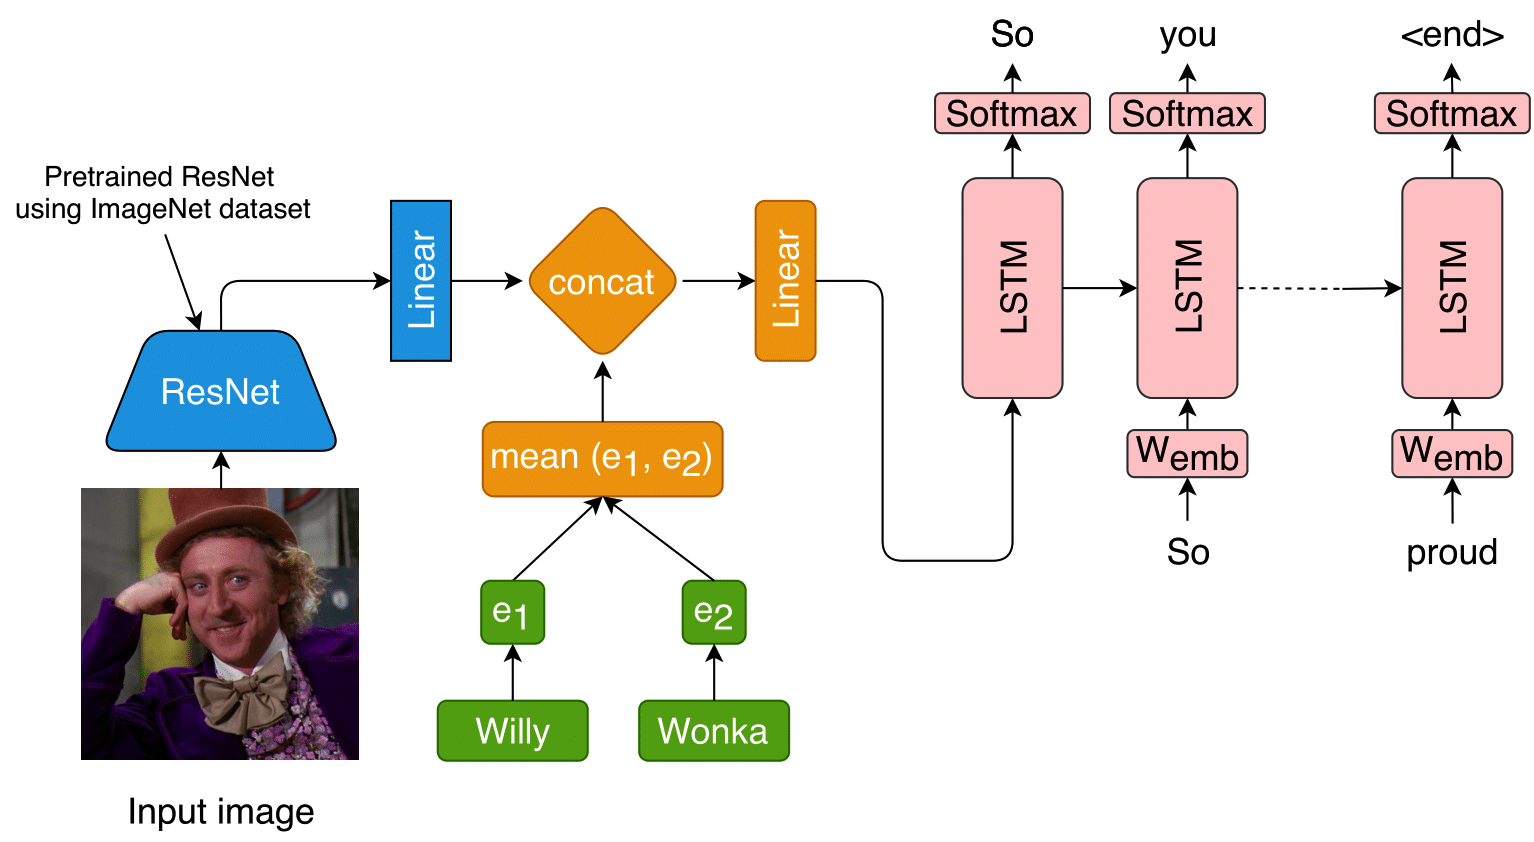 So
you
<end>
Softmax
Softmax
Softmax
Pretrained ResNet
using ImageNet dataset
Linear
concat
Linear
LSTM
LSTM
LSTM
ResNet
mean (e1, e2)
Wemb
Wemb
So
proud
e1
e2
Willy
Wonka
Input image